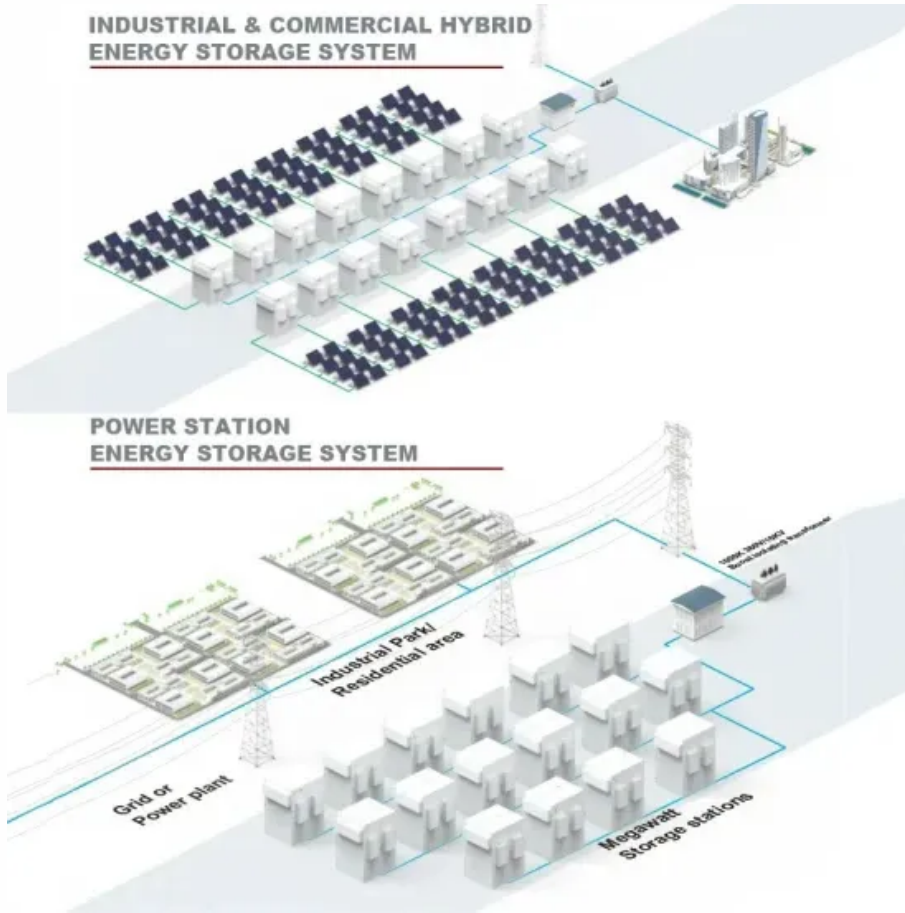 INDUSTRIAL & COMMERCIAL HYBRID
ENERGY STORAGE SYSTEM
POWER STATION
ENERGY STORAGE SYSTEM
Industrial Park/
Residential area
Grid or
Power plant
Megawatt
Storage stations